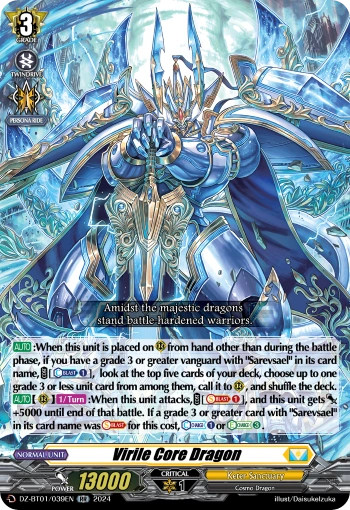 3
GRADE
TWINDRIVE
PERSONA RIDE
Amidst the majestic dragons
stand battle-hardened warriors.
AUTO:When this unit is placed on R from hand other than during the battle
phase, if you have a grade 3 or greater vanguard with "Sarevsael" in its card
name, [COUNTER BLAST 1], look at the top five cards of your deck, choose up to one
grade 3 or less unit card from among them, call it to R, and shuffle the deck.
AUTO[R 1/Turn]:When this unit attacks, [SOUL BLAST 1], and this unit gets
+5000 until end of that battle. If a grade 3 or greater card with "Sarevsael"
in its card name was SOUL BLAST for this cost, COUNTER CHARGE 1 or SOUL CHARGE 3.
NORMAL UNIT
Virile Core Dragon
POWER 13000
CRITICAL
1
Keter Sanctuary
Cosmo Dragon
D-BT01/039EN RR 2024
illust/DaisukeIzuka